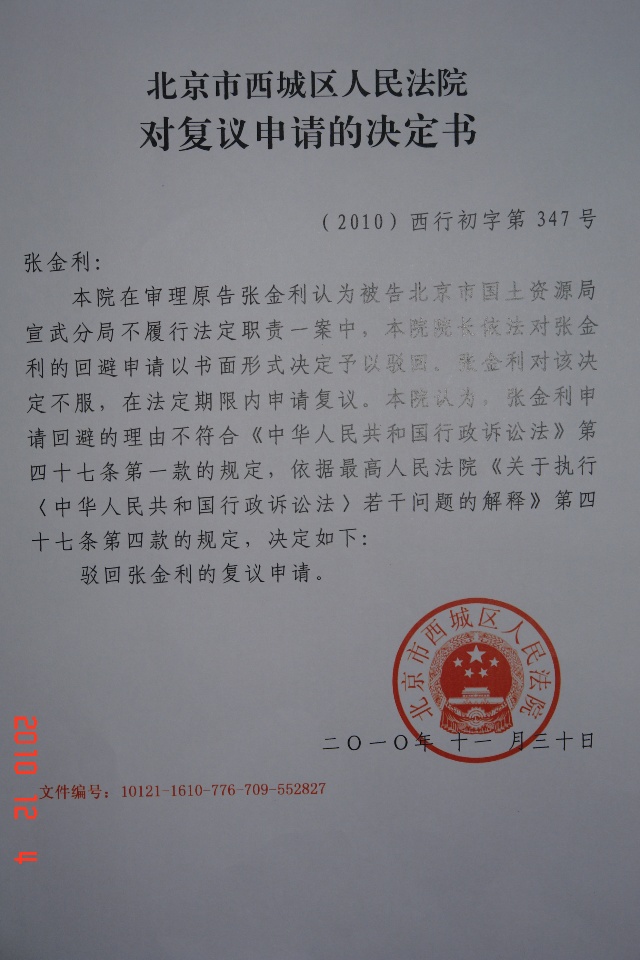 北京市西城区人民法院
对复议申请的决定书
（2010）西行初字第 347 号
张金利：
本院在审理原告张金利认为被告北京市国土资源局
宣武分局不履行法定职责一案中，本院院长依法对张金
利的回避申请以书面形式决定予以驳回。张金利对该决
定不服，在法定期限内申请复议。本院认为，张金利申
请回避的理由不符合《中华人民共和国行政诉讼法》第
四十七条第一款的规定，依据最高人民法院《关于执行
〈中华人民共和国行政诉讼法〉若干问题的解释》第四
十七条第四款的规定，决定如下：
驳回张金利的复议申请。
北京市西城区人民法院
二〇一〇年 十一 月三十日
文件编号：10121-1610-776-709-552827
2010 12 4